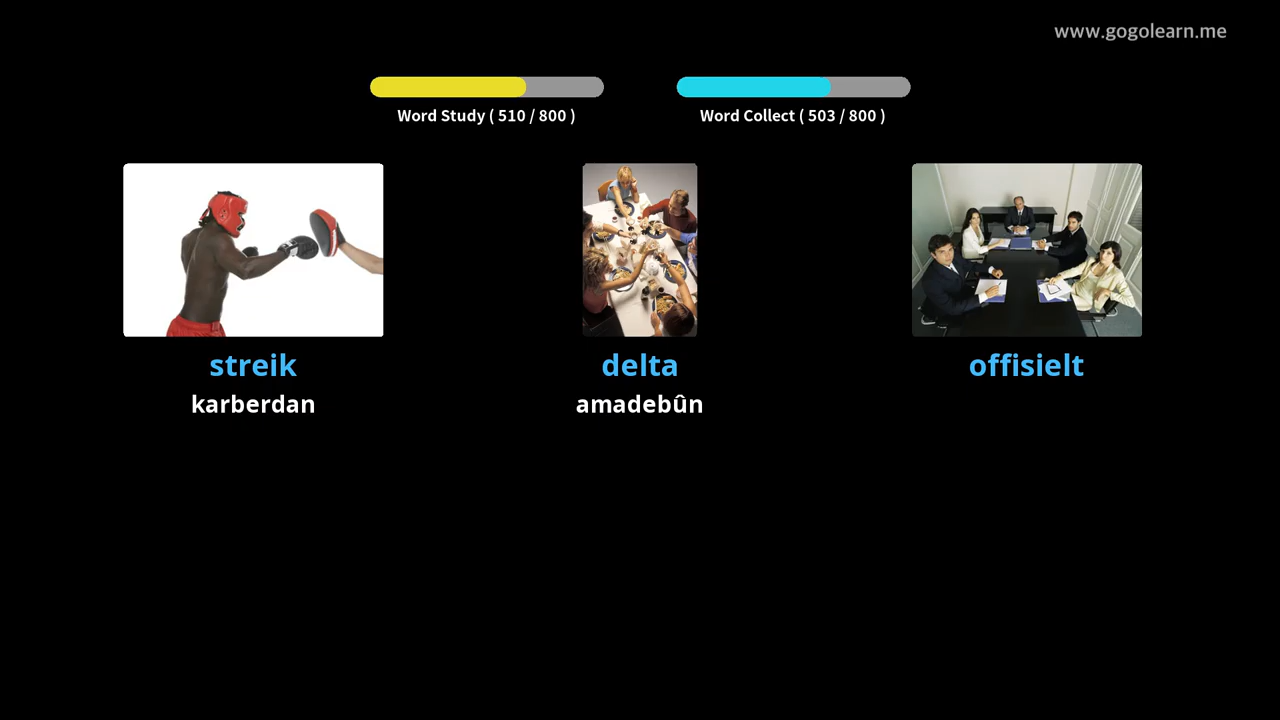 www.gogolearn.me
Word Study ( 510 / 800 )
Word Collect ( 503 / 800 )
streik
delta
offisielt
karberdan
amadebûn